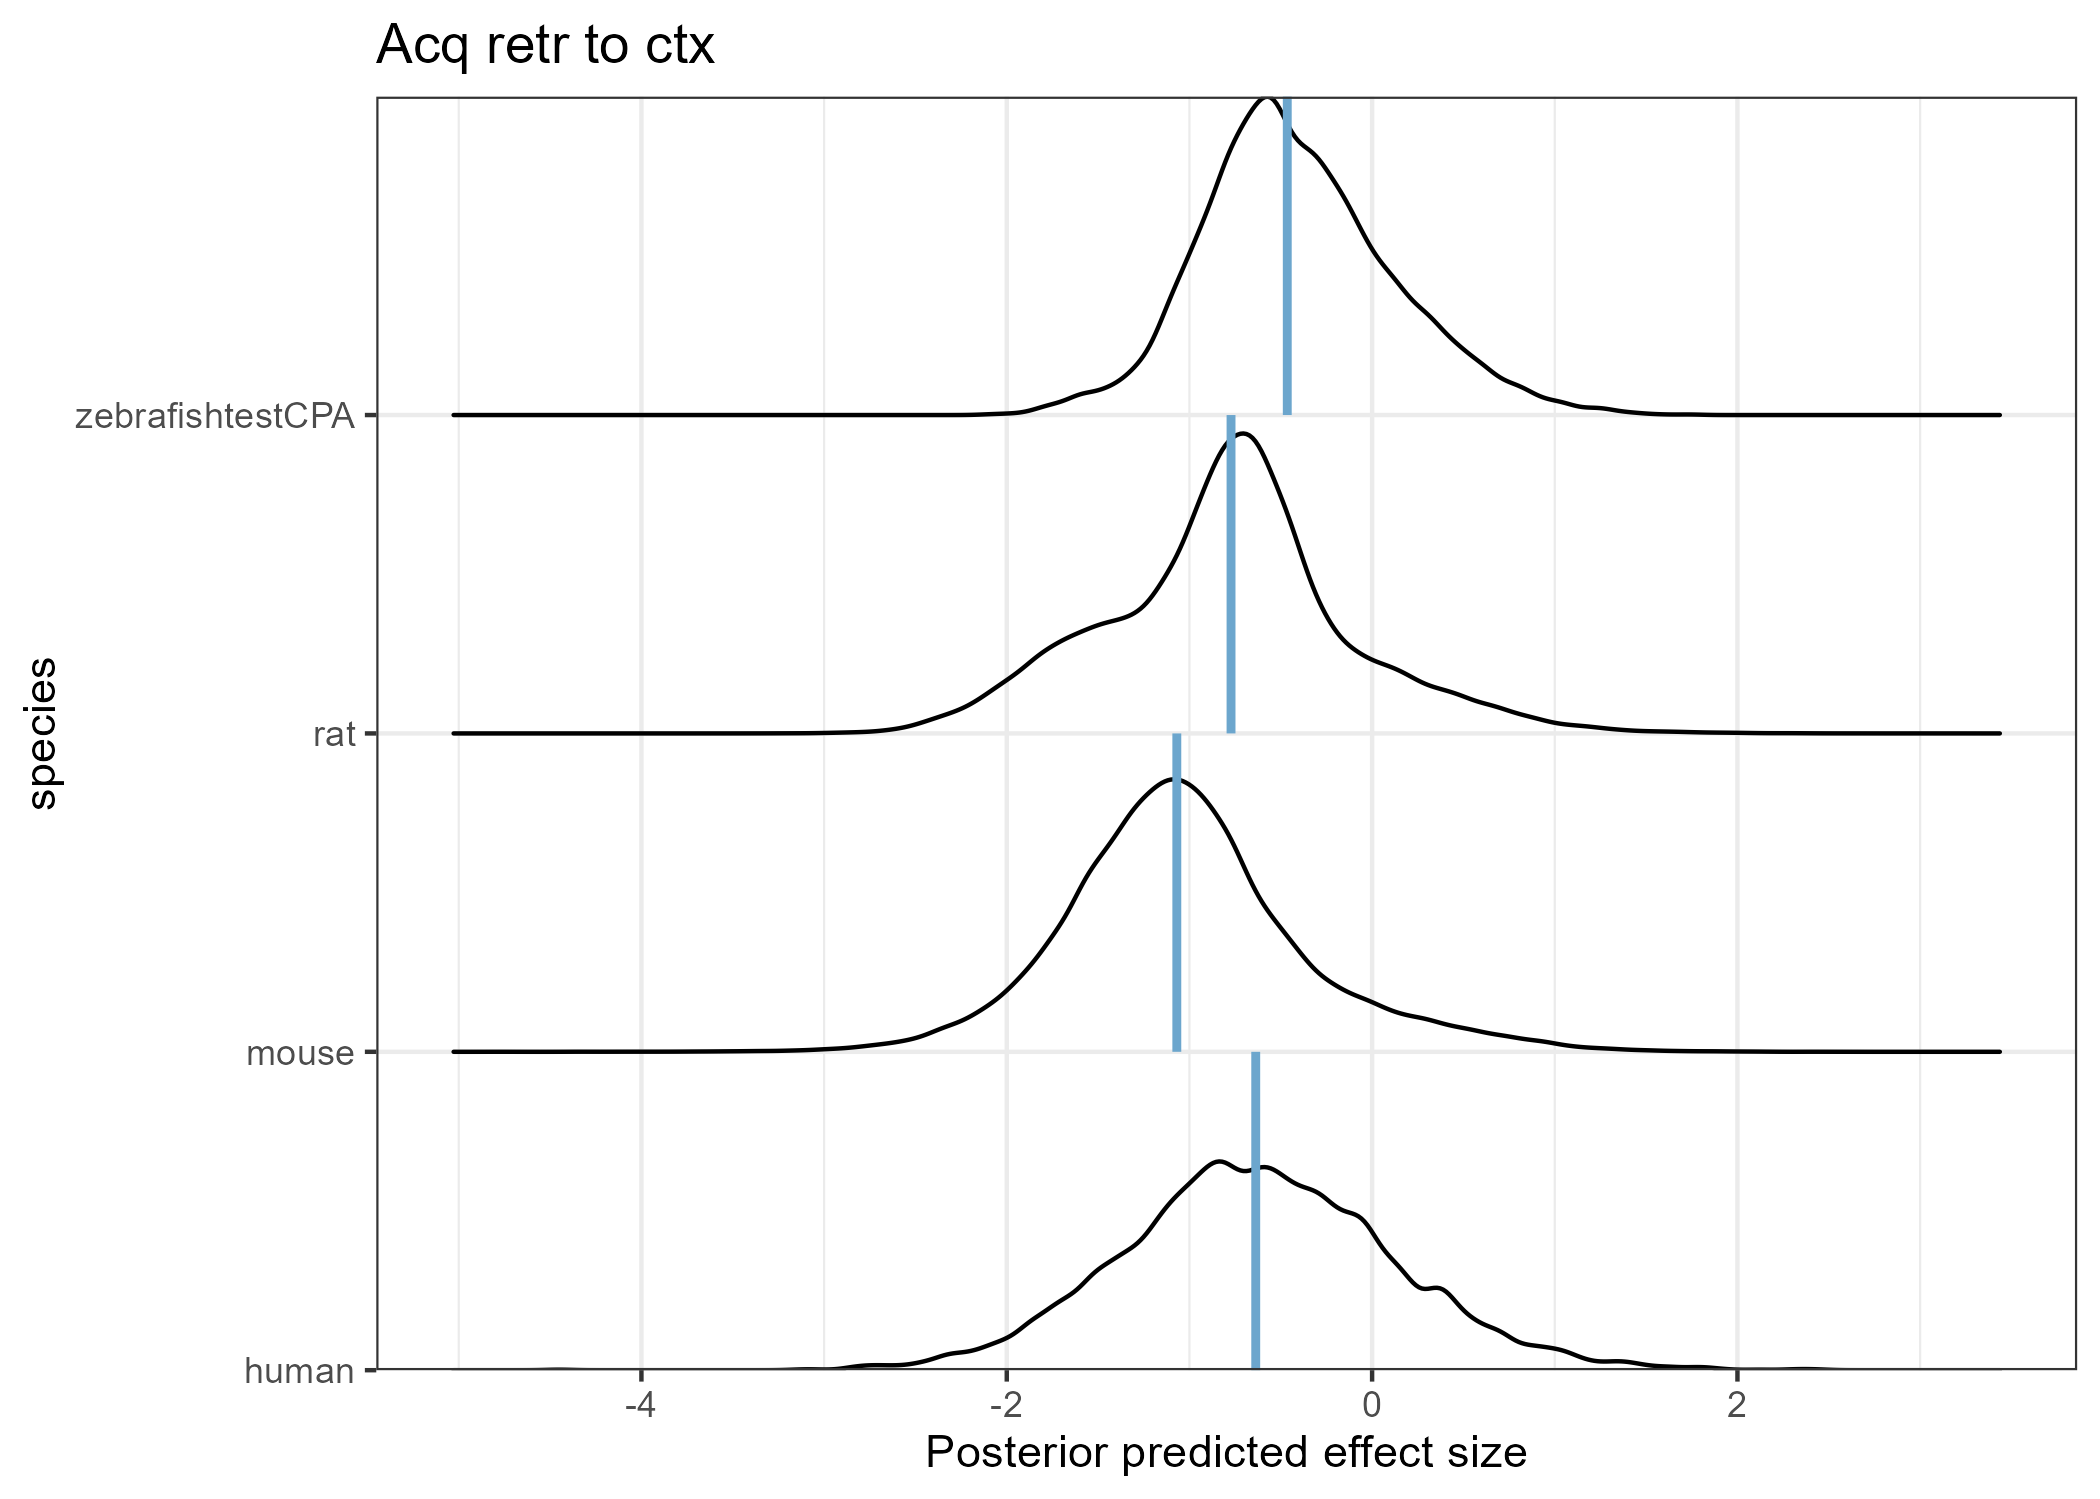 Acq retr to ctx
species
zebrafishtestCPA
rat
mouse
human
-4
-2
0
2
Posterior predicted effect size